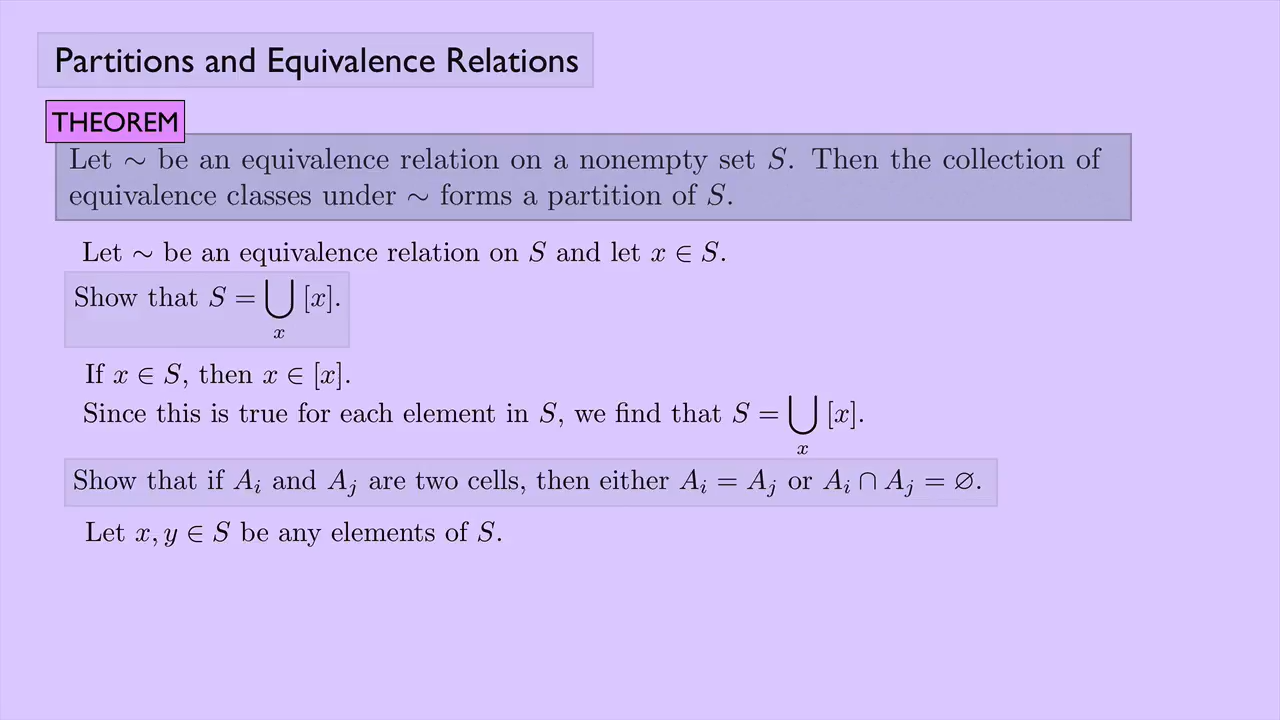 Partitions and Equivalence Relations
THEOREM
Let ∼ be an equivalence relation on a nonempty set S. Then the collection of
equivalence classes under ∼ forms a partition of S.
Let ∼ be an equivalence relation on S and let x ∈ S.
Show that S = ⋃ [x].
x
If x ∈ S, then x ∈ [x].
Since this is true for each element in S, we find that S = ⋃ [x].
x
Show that if Aᵢ and Aⱼ are two cells, then either Aᵢ = Aⱼ or Aᵢ ∩ Aⱼ = ∅.
Let x, y ∈ S be any elements of S.